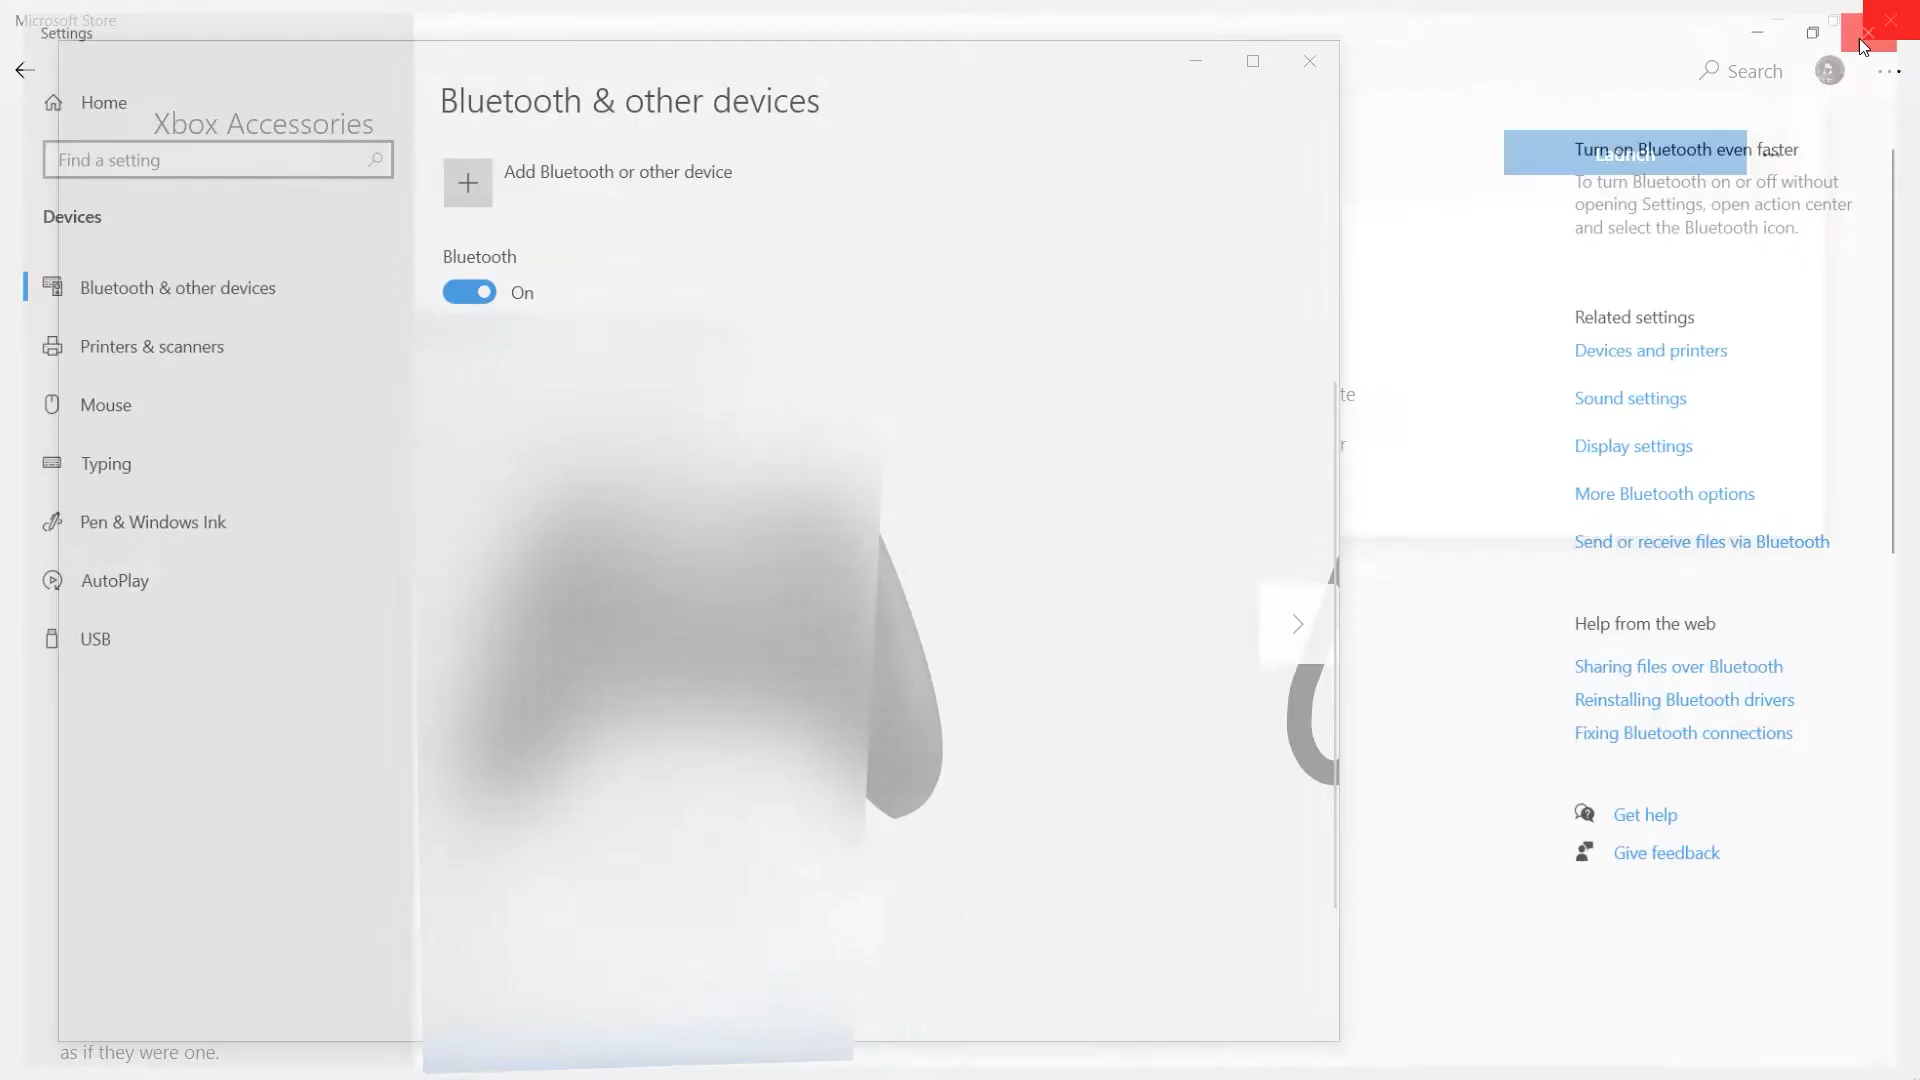 Microsoft Store
Settings
Search
Home
Xbox Accessories
Find a setting
Devices
Bluetooth & other devices
Printers & scanners
Mouse
Typing
Pen & Windows Ink
AutoPlay
USB
as if they were one.
Bluetooth & other devices
Add Bluetooth or other device
Bluetooth
On
te
r
Launch
Turn on Bluetooth even faster
To turn Bluetooth on or off without
opening Settings, open action center
and select the Bluetooth icon.
Related settings
Devices and printers
Sound settings
Display settings
More Bluetooth options
Send or receive files via Bluetooth
Help from the web
Sharing files over Bluetooth
Reinstalling Bluetooth drivers
Fixing Bluetooth connections
Get help
Give feedback